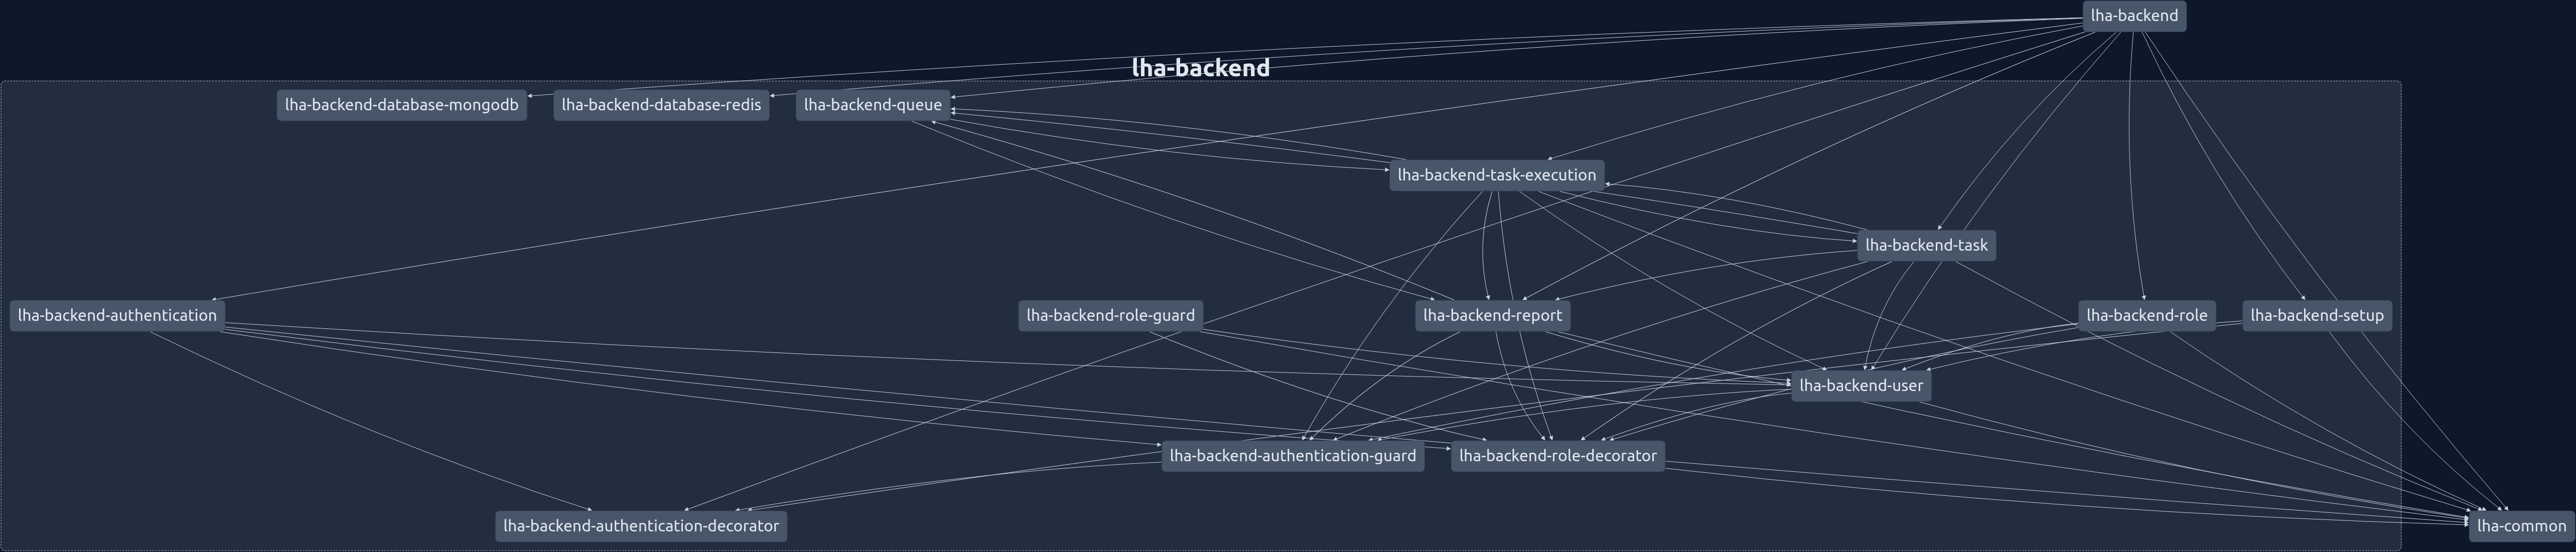 lha-backend
lha-backend
lha-backend-database-mongodb
lha-backend-database-redis
lha-backend-queue
lha-backend-task-execution
lha-backend-task
lha-backend-authentication
lha-backend-role-guard
lha-backend-report
lha-backend-role
lha-backend-setup
lha-backend-user
lha-backend-authentication-guard
lha-backend-role-decorator
lha-backend-authentication-decorator
lha-common